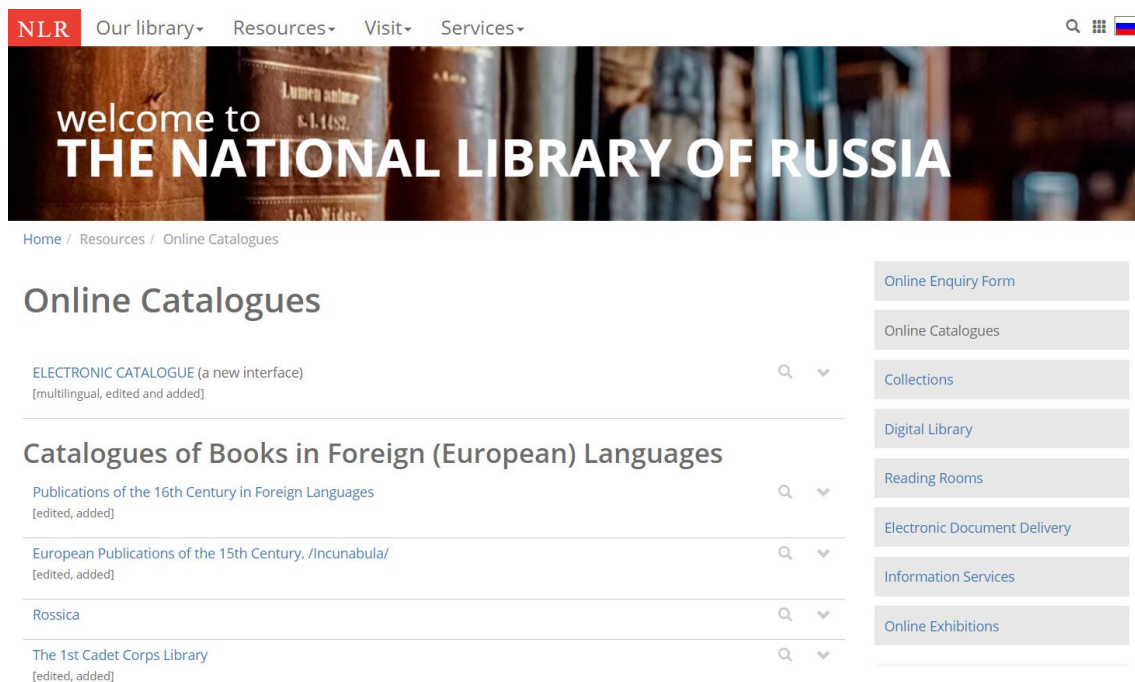 NLR Our library Resources Visit Services
Lumen animae
s.l. 1482.
Joh. Nider.
welcome to
THE NATIONAL LIBRARY OF RUSSIA
Home / Resources / Online Catalogues
Online Catalogues
ELECTRONIC CATALOGUE (a new interface)
[multilingual, edited and added]
Catalogues of Books in Foreign (European) Languages
Publications of the 16th Century in Foreign Languages
[edited, added]
European Publications of the 15th Century. /Incunabula/
[edited, added]
Rossica
The 1st Cadet Corps Library
[edited, added]
Online Enquiry Form
Online Catalogues
Collections
Digital Library
Reading Rooms
Electronic Document Delivery
Information Services
Online Exhibitions